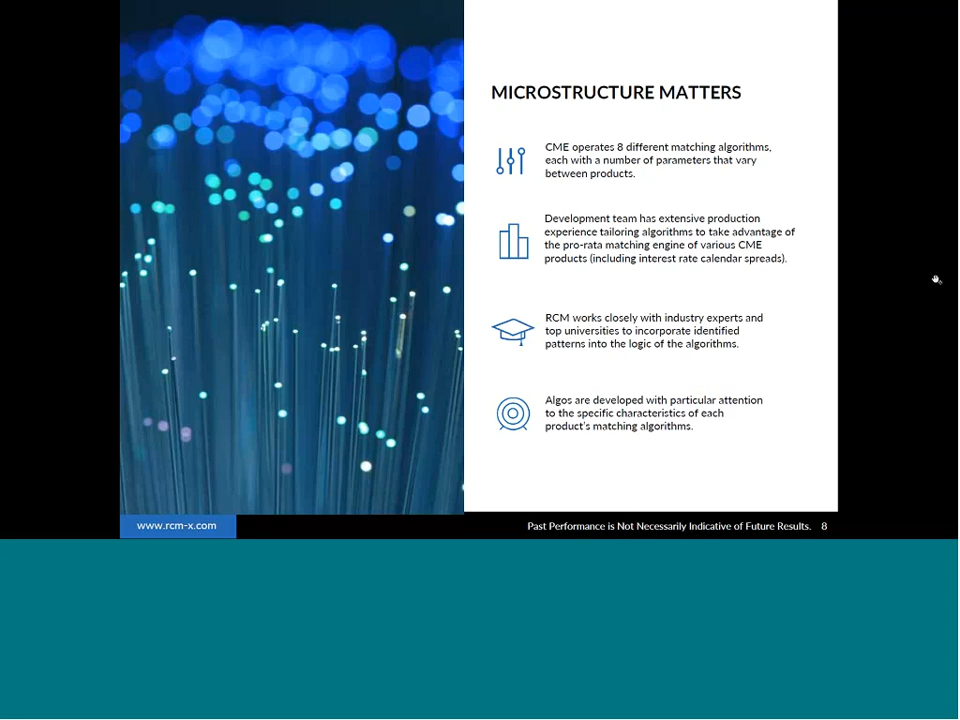 MICROSTRUCTURE MATTERS
CME operates 8 different matching algorithms,
each with a number of parameters that vary
between products.
Development team has extensive production
experience tailoring algorithms to take advantage of
the pro-rata matching engine of various CME
products (including interest rate calendar spreads).
RCM works closely with industry experts and
top universities to incorporate identified
patterns into the logic of the algorithms.
Algos are developed with particular attention
to the specific characteristics of each
product's matching algorithms.
www.rcm-x.com
Past Performance is Not Necessarily Indicative of Future Results. 8